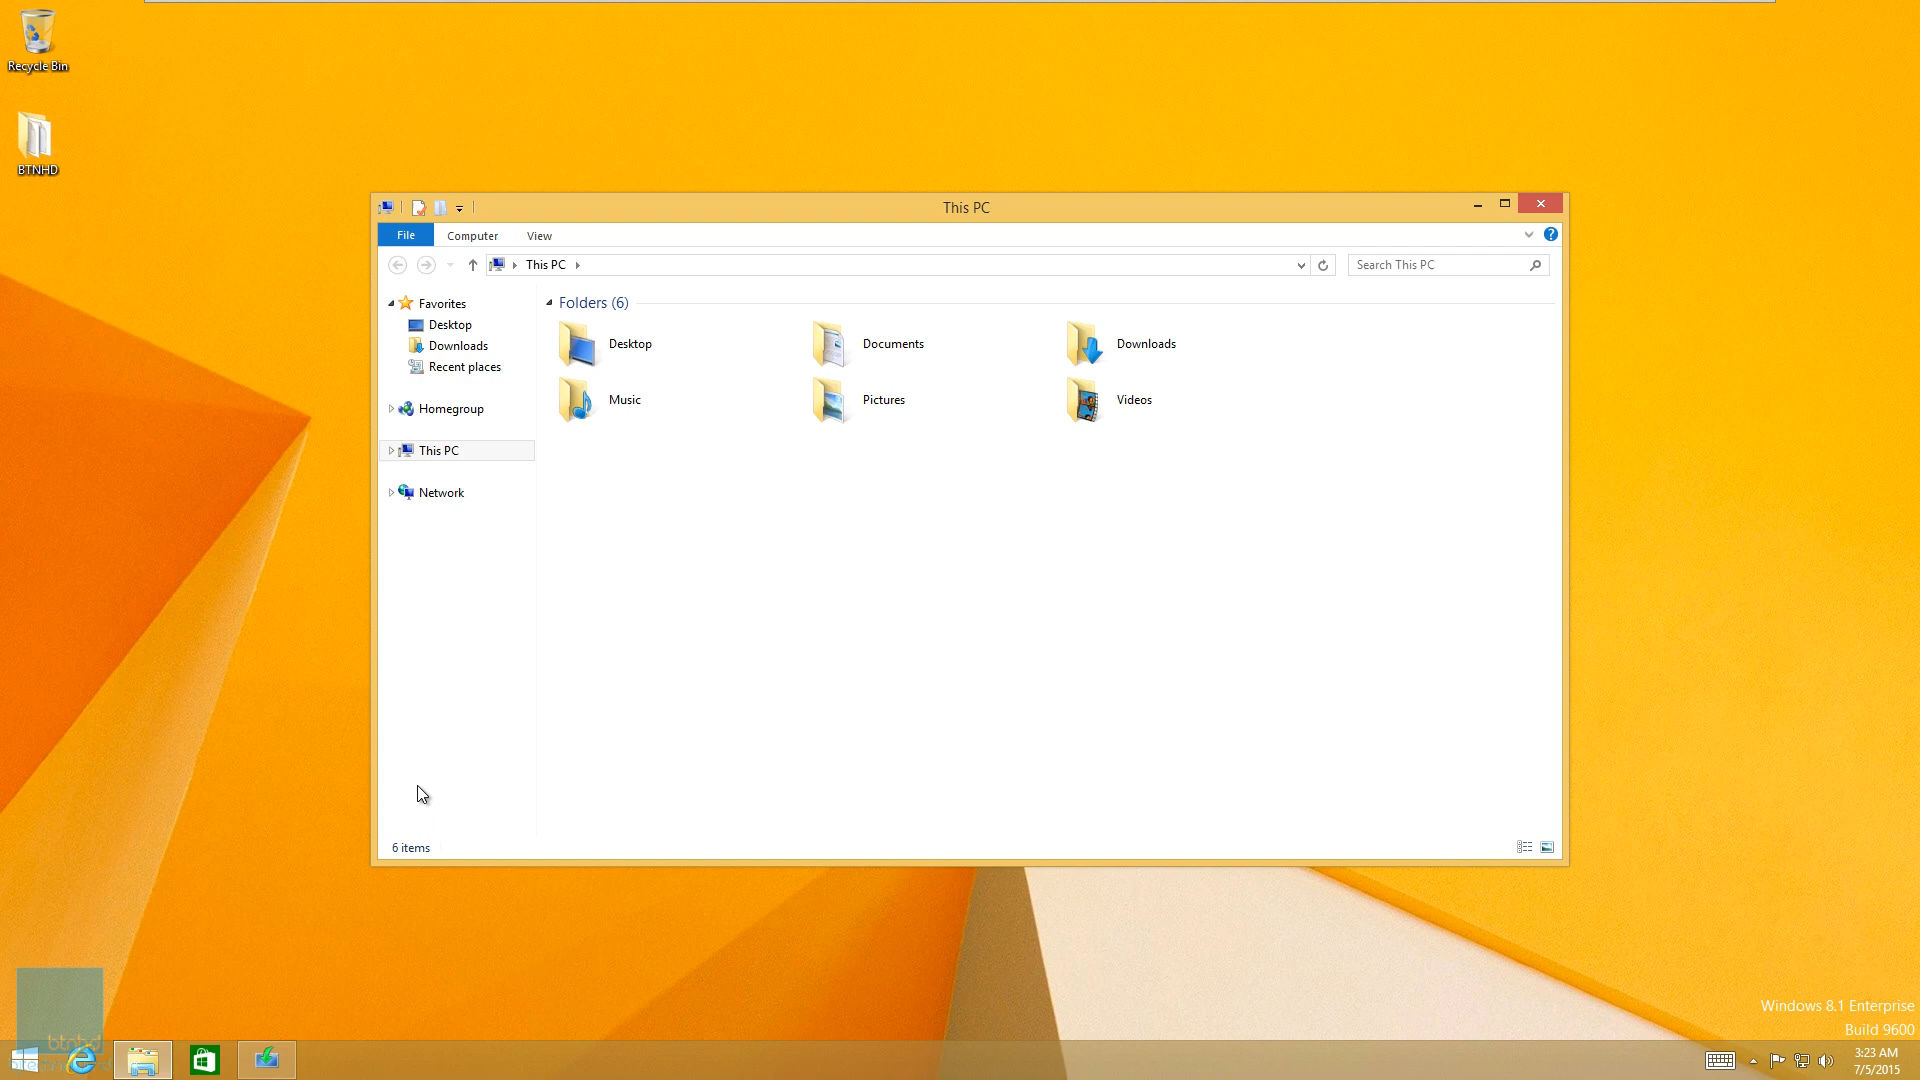 Recycle Bin
BTNHD
This PC
File
Computer
View
This PC
Search This PC
Favorites
Desktop
Downloads
Recent places
Homegroup
This PC
Network
Folders (6)
Desktop
Documents
Downloads
Music
Pictures
Videos
6 items
Windows 8.1 Enterprise
Build 9600
btnhd
3:23 AM
7/5/2015